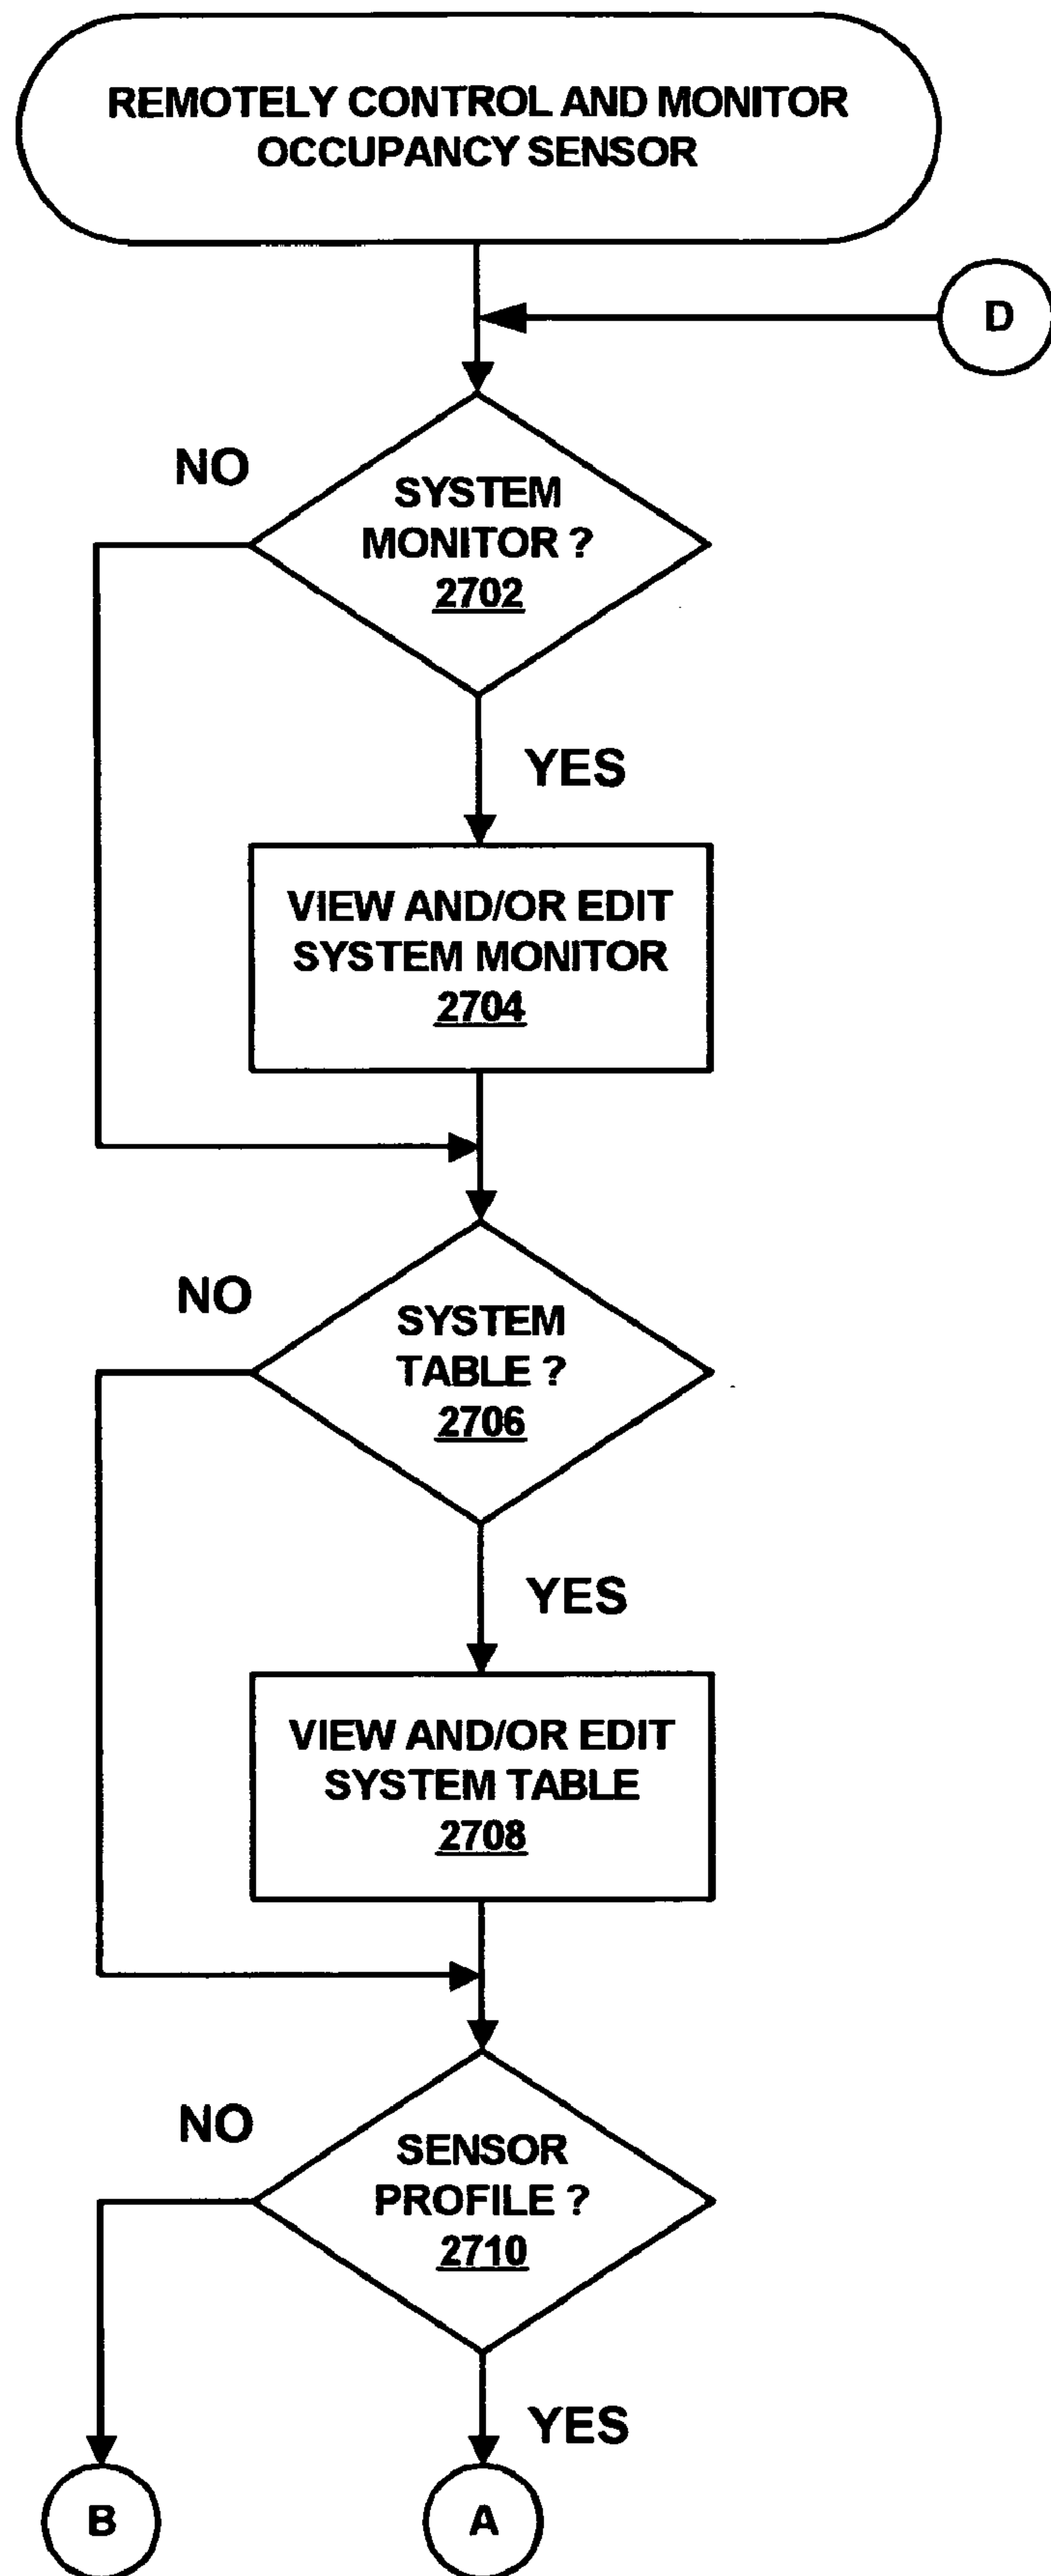 REMOTELY CONTROL AND MONITOR
OCCUPANCY SENSOR
D
NO
SYSTEM
MONITOR ?
2702
YES
VIEW AND/OR EDIT
SYSTEM MONITOR
2704
NO
SYSTEM
TABLE ?
2706
YES
VIEW AND/OR EDIT
SYSTEM TABLE
2708
NO
SENSOR
PROFILE ?
2710
YES
B
A